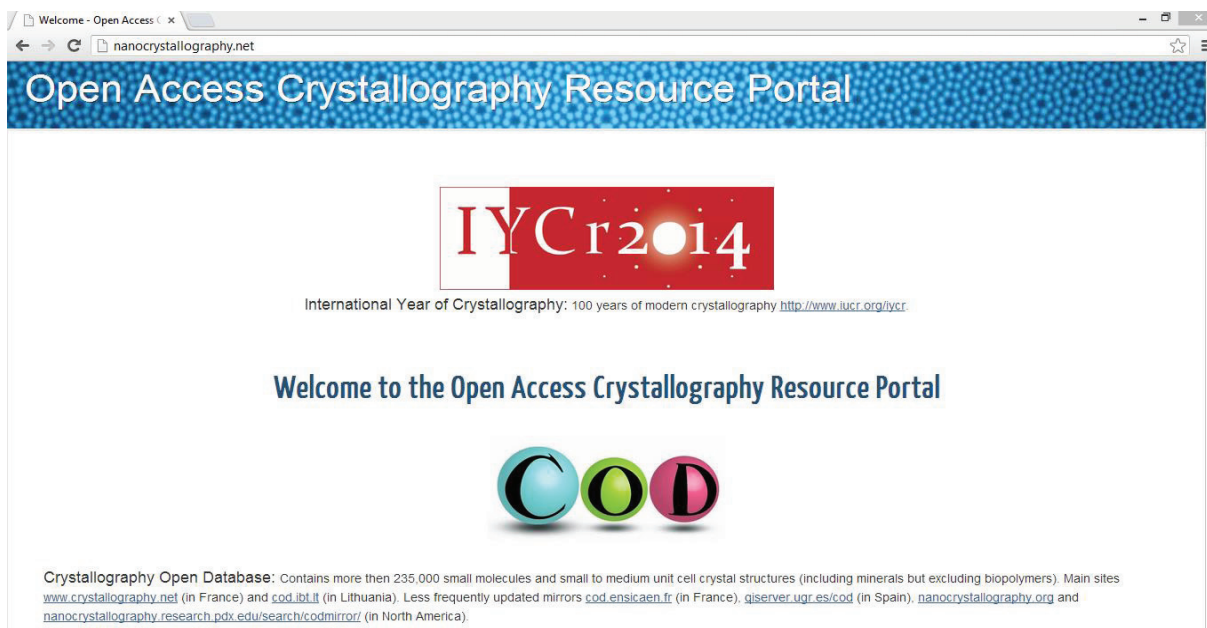 Welcome - Open Access C
nanocrystallography.net
Open Access Crystallography Resource Portal
IYCr2014
International Year of Crystallography: 100 years of modern crystallography http://www.iucr.org/iycr.
Welcome to the Open Access Crystallography Resource Portal
COD
Crystallography Open Database: Contains more then 235,000 small molecules and small to medium unit cell crystal structures (including minerals but excluding biopolymers). Main sites
www.crystallography.net (in France) and cod.ibt.lt (in Lithuania). Less frequently updated mirrors cod.ensicaen.fr (in France), qiserver.ugr.es/cod (in Spain), nanocrystallography.org and
nanocrystallography.research.pdx.edu/search/codmirror/ (in North America).